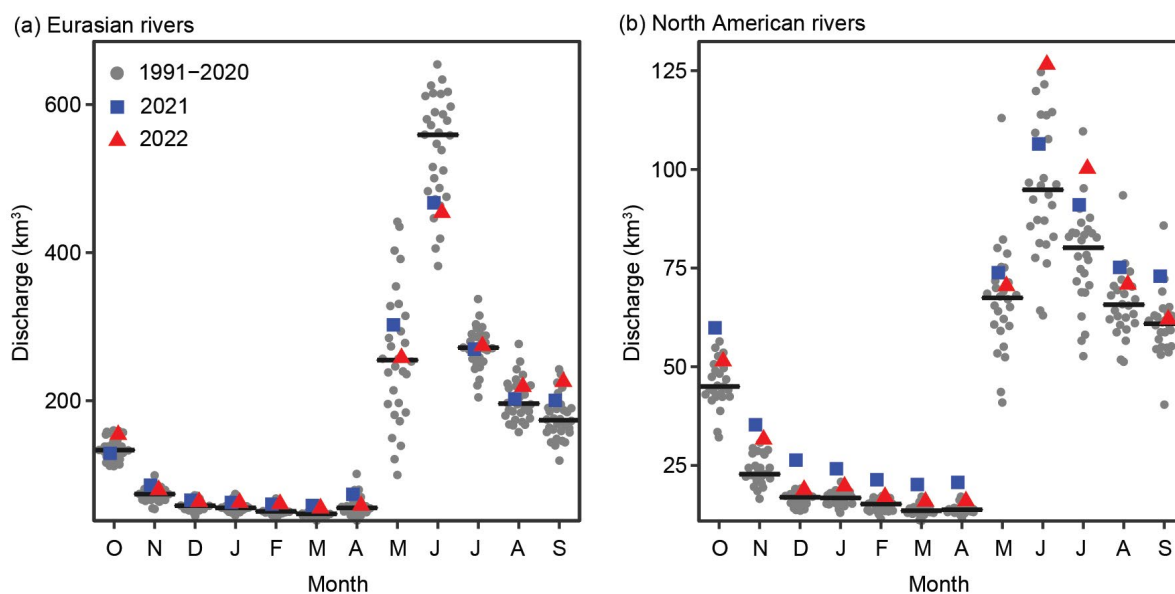 (a) Eurasian rivers
1991−2020
2021
2022
600
400
200
Discharge (km³)
O N D J F M A M J J A S
Month
(b) North American rivers
125
100
75
50
25
Discharge (km³)
O N D J F M A M J J A S
Month